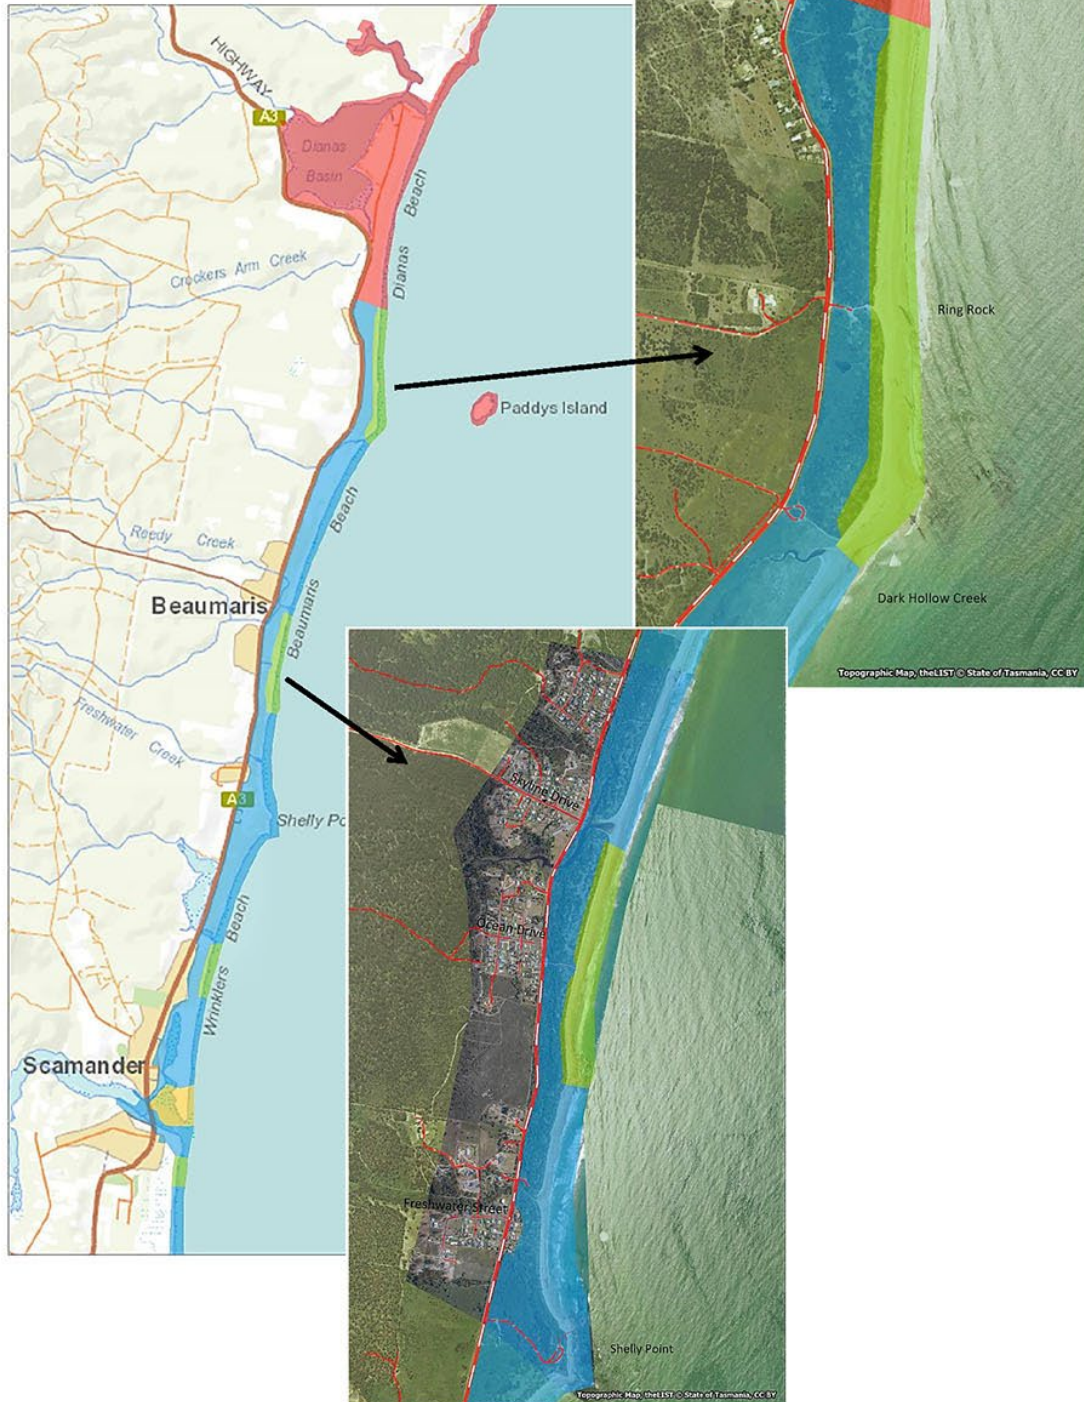 HIGHWAY
A3
Dianas
Basin
Dianas Beach
Crockers Arm Creek
Paddys Island
Reedy Creek
Beaumaris
Beaumaris Beach
Freshwater Creek
A3
Shelly Po
Wrinklers Beach
Scamander
Ring Rock
Dark Hollow Creek
Topographic Map, theLIST © State of Tasmania, CC BY
Skyline Drive
Ocean Drive
Freshwater Street
Shelly Point
Topographic Map, theLIST © State of Tasmania, CC BY